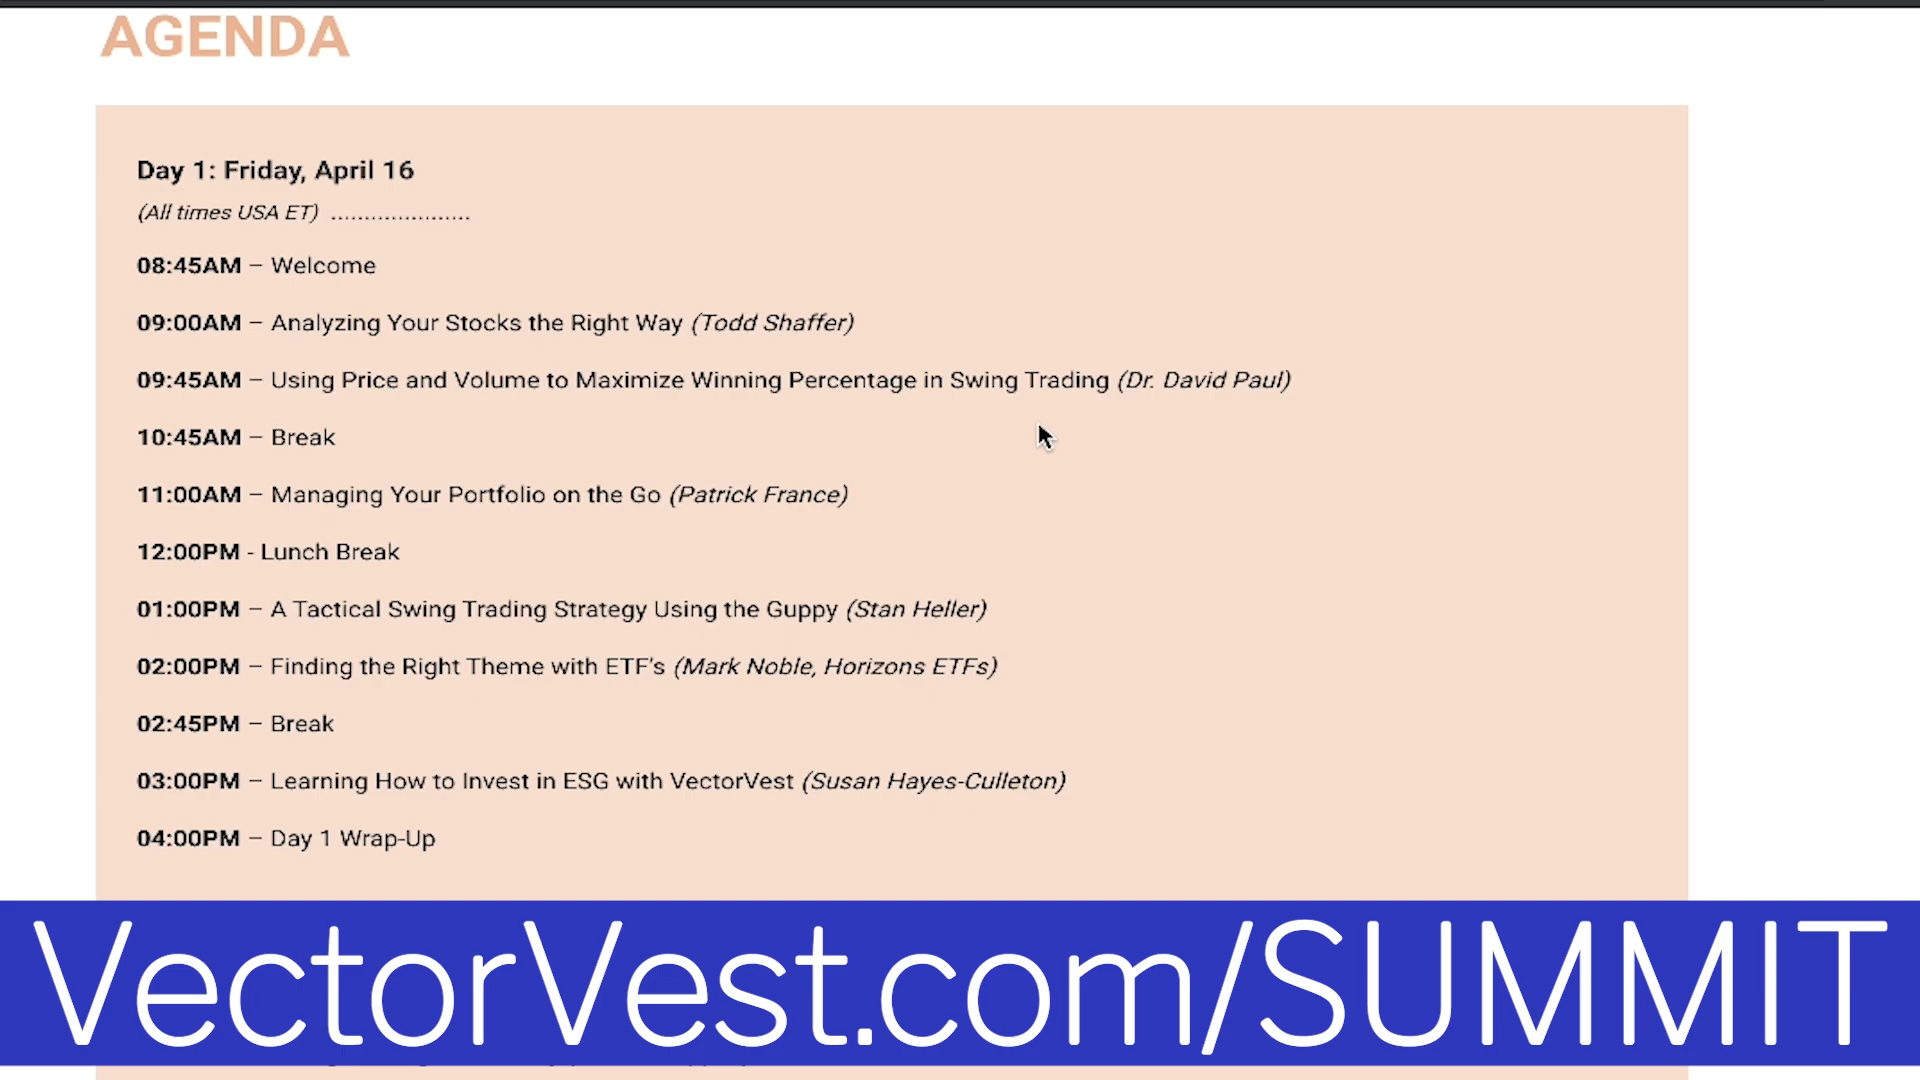 AGENDA
Day 1: Friday, April 16
(All times USA ET) .....................
08:45AM – Welcome
09:00AM – Analyzing Your Stocks the Right Way (Todd Shaffer)
09:45AM – Using Price and Volume to Maximize Winning Percentage in Swing Trading (Dr. David Paul)
10:45AM – Break
11:00AM – Managing Your Portfolio on the Go (Patrick France)
12:00PM - Lunch Break
01:00PM – A Tactical Swing Trading Strategy Using the Guppy (Stan Heller)
02:00PM – Finding the Right Theme with ETF's (Mark Noble, Horizons ETFs)
02:45PM – Break
03:00PM – Learning How to Invest in ESG with VectorVest (Susan Hayes-Culleton)
04:00PM – Day 1 Wrap-Up
VectorVest.com/SUMMIT